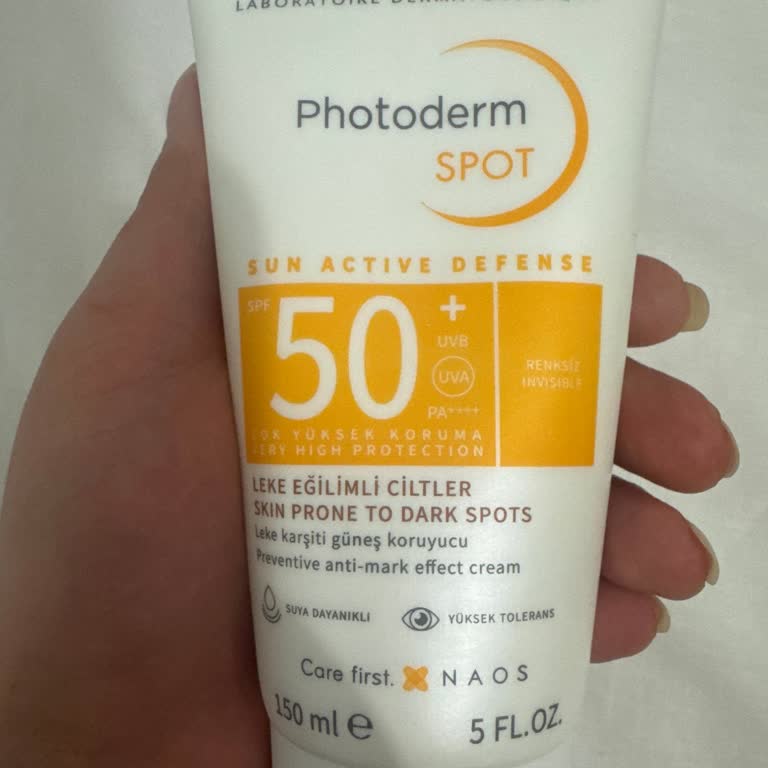 LABORATOIRE
Photoderm
SPOT
SUN ACTIVE DEFENSE
SPF
50+
UVB
UVA
PA++++
RENKSİZ
INVISIBLE
ÇOK YÜKSEK KORUMA
VERY HIGH PROTECTION
LEKE EĞİLİMLİ CİLTLER
SKIN PRONE TO DARK SPOTS
Leke karşiti güneş koruyucu
Preventive anti-mark effect cream
SUYA DAYANIKLI
YÜKSEK TOLERANS
Care first. NAOS
150 ml e 5 FL.OZ.